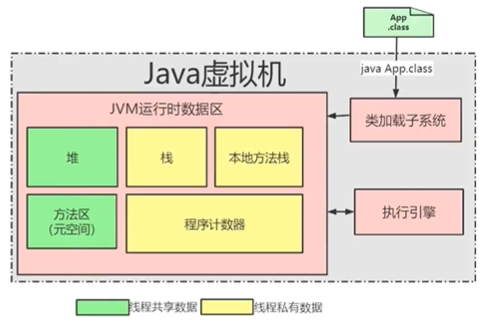 App
.class
java App.class
Java虚拟机
JVM运行时数据区
类加载子系统
堆
栈
本地方法栈
方法区
(元空间)
程序计数器
执行引擎
线程共享数据
线程私有数据